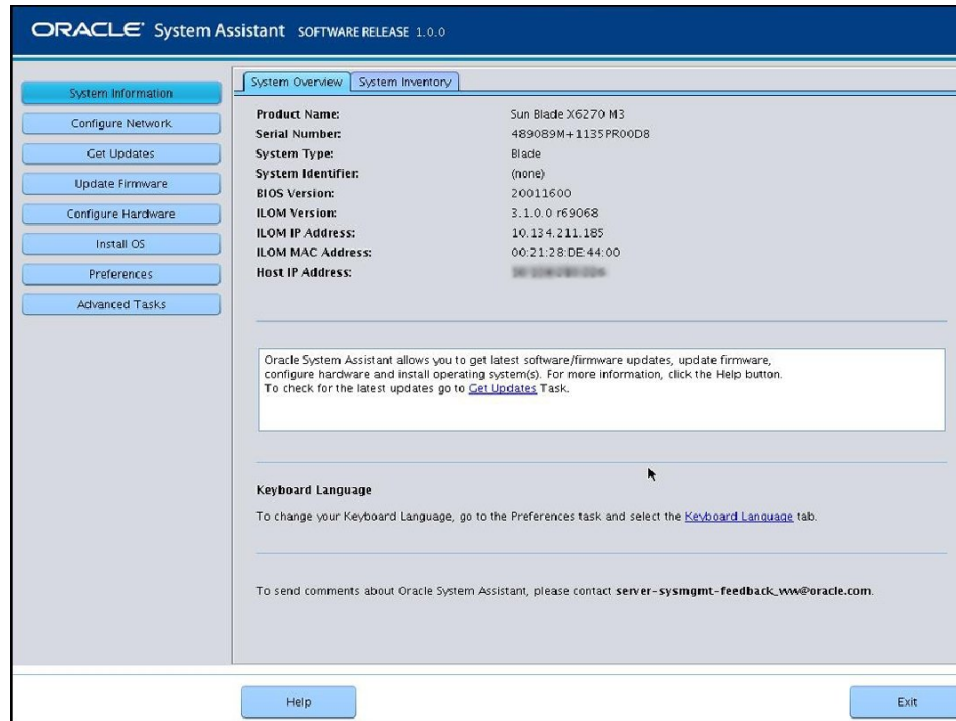 ORACLE System Assistant SOFTWARE RELEASE 1.0.0
System Information
Configure Network
Get Updates
Update Firmware
Configure Hardware
Install OS
Preferences
Advanced Tasks
System Overview System Inventory
Product Name: Sun Blade X6270 M3
Serial Number: 489089M+1135PR00D8
System Type: Blade
System Identifier: (none)
BIOS Version: 20011600
ILOM Version: 3.1.0.0 r69068
ILOM IP Address: 10.134.211.185
ILOM MAC Address: 00:21:28:DE:44:00
Host IP Address:
Oracle System Assistant allows you to get latest software/firmware updates, update firmware,
configure hardware and install operating system(s). For more information, click the Help button.
To check for the latest updates go to Get Updates Task.
Keyboard Language
To change your Keyboard Language, go to the Preferences task and select the Keyboard Language tab.
To send comments about Oracle System Assistant, please contact server-sysmgmt-feedback_ww@oracle.com.
Help
Exit